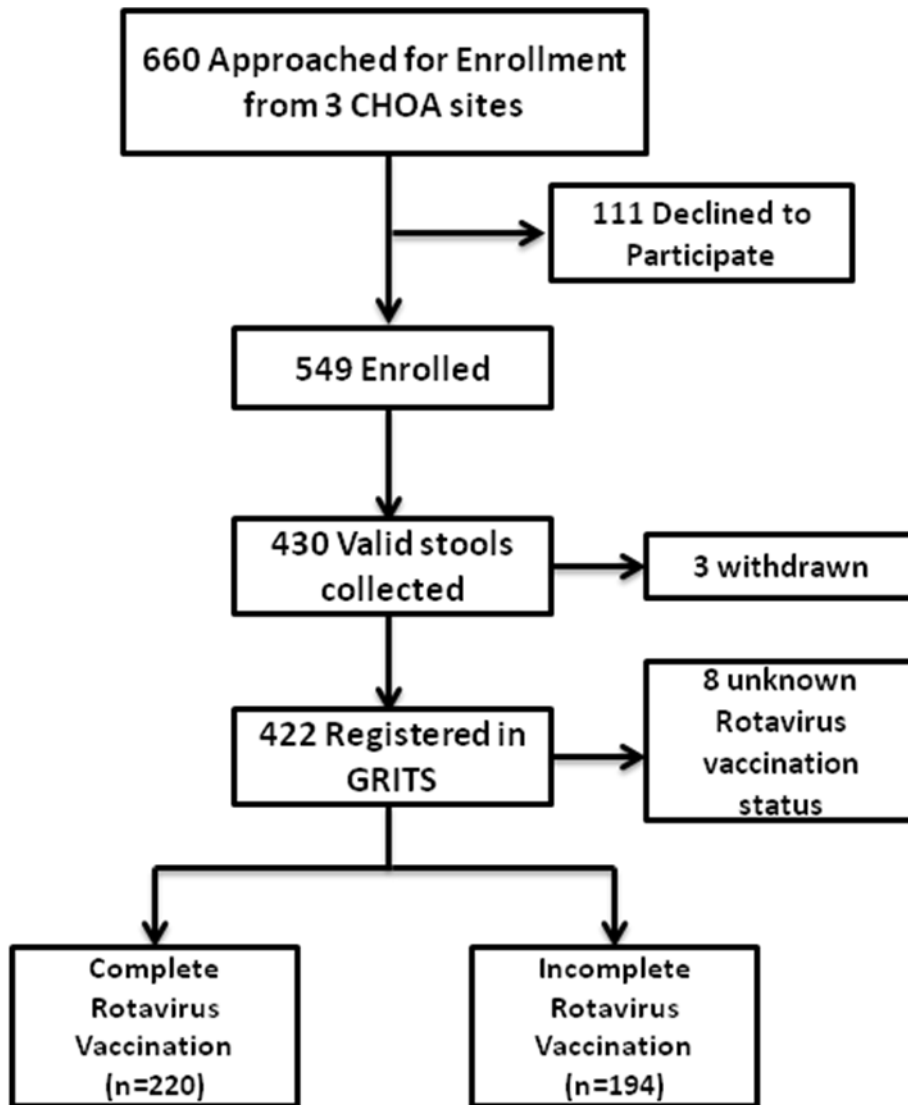 660 Approached for Enrollment
from 3 CHOA sites
111 Declined to
Participate
549 Enrolled
430 Valid stools
collected
3 withdrawn
422 Registered in
GRITS
8 unknown
Rotavirus
vaccination
status
Complete
Rotavirus
Vaccination
(n=220)
Incomplete
Rotavirus
Vaccination
(n=194)